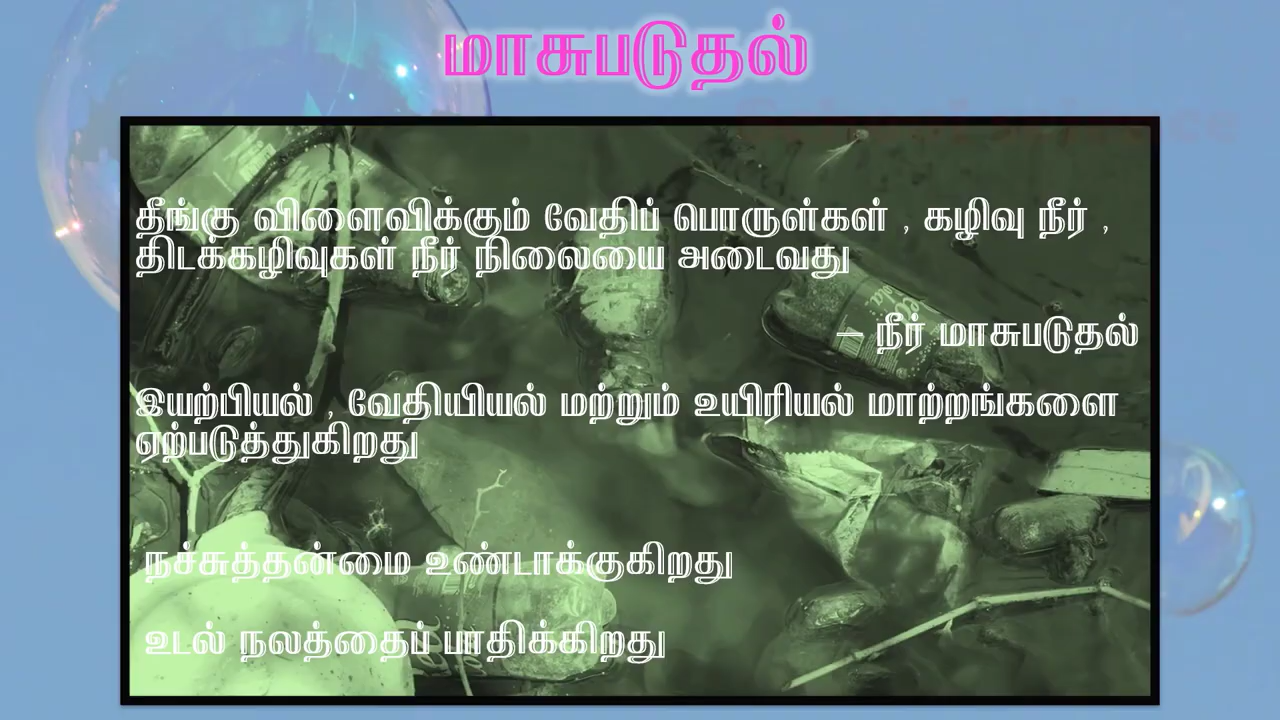 மாசுபடுதல்
தீங்கு விளைவிக்கும் வேதிப் பொருள்கள் , கழிவு நீர் ,
திடக்கழிவுகள் நீர் நிலையை அடைவது
– நீர் மாசுபடுதல்
இயற்பியல் , வேதியியல் மற்றும் உயிரியல் மாற்றங்களை
ஏற்படுத்துகிறது
நச்சுத்தன்மை உண்டாக்குகிறது
உடல் நலத்தைப் பாதிக்கிறது